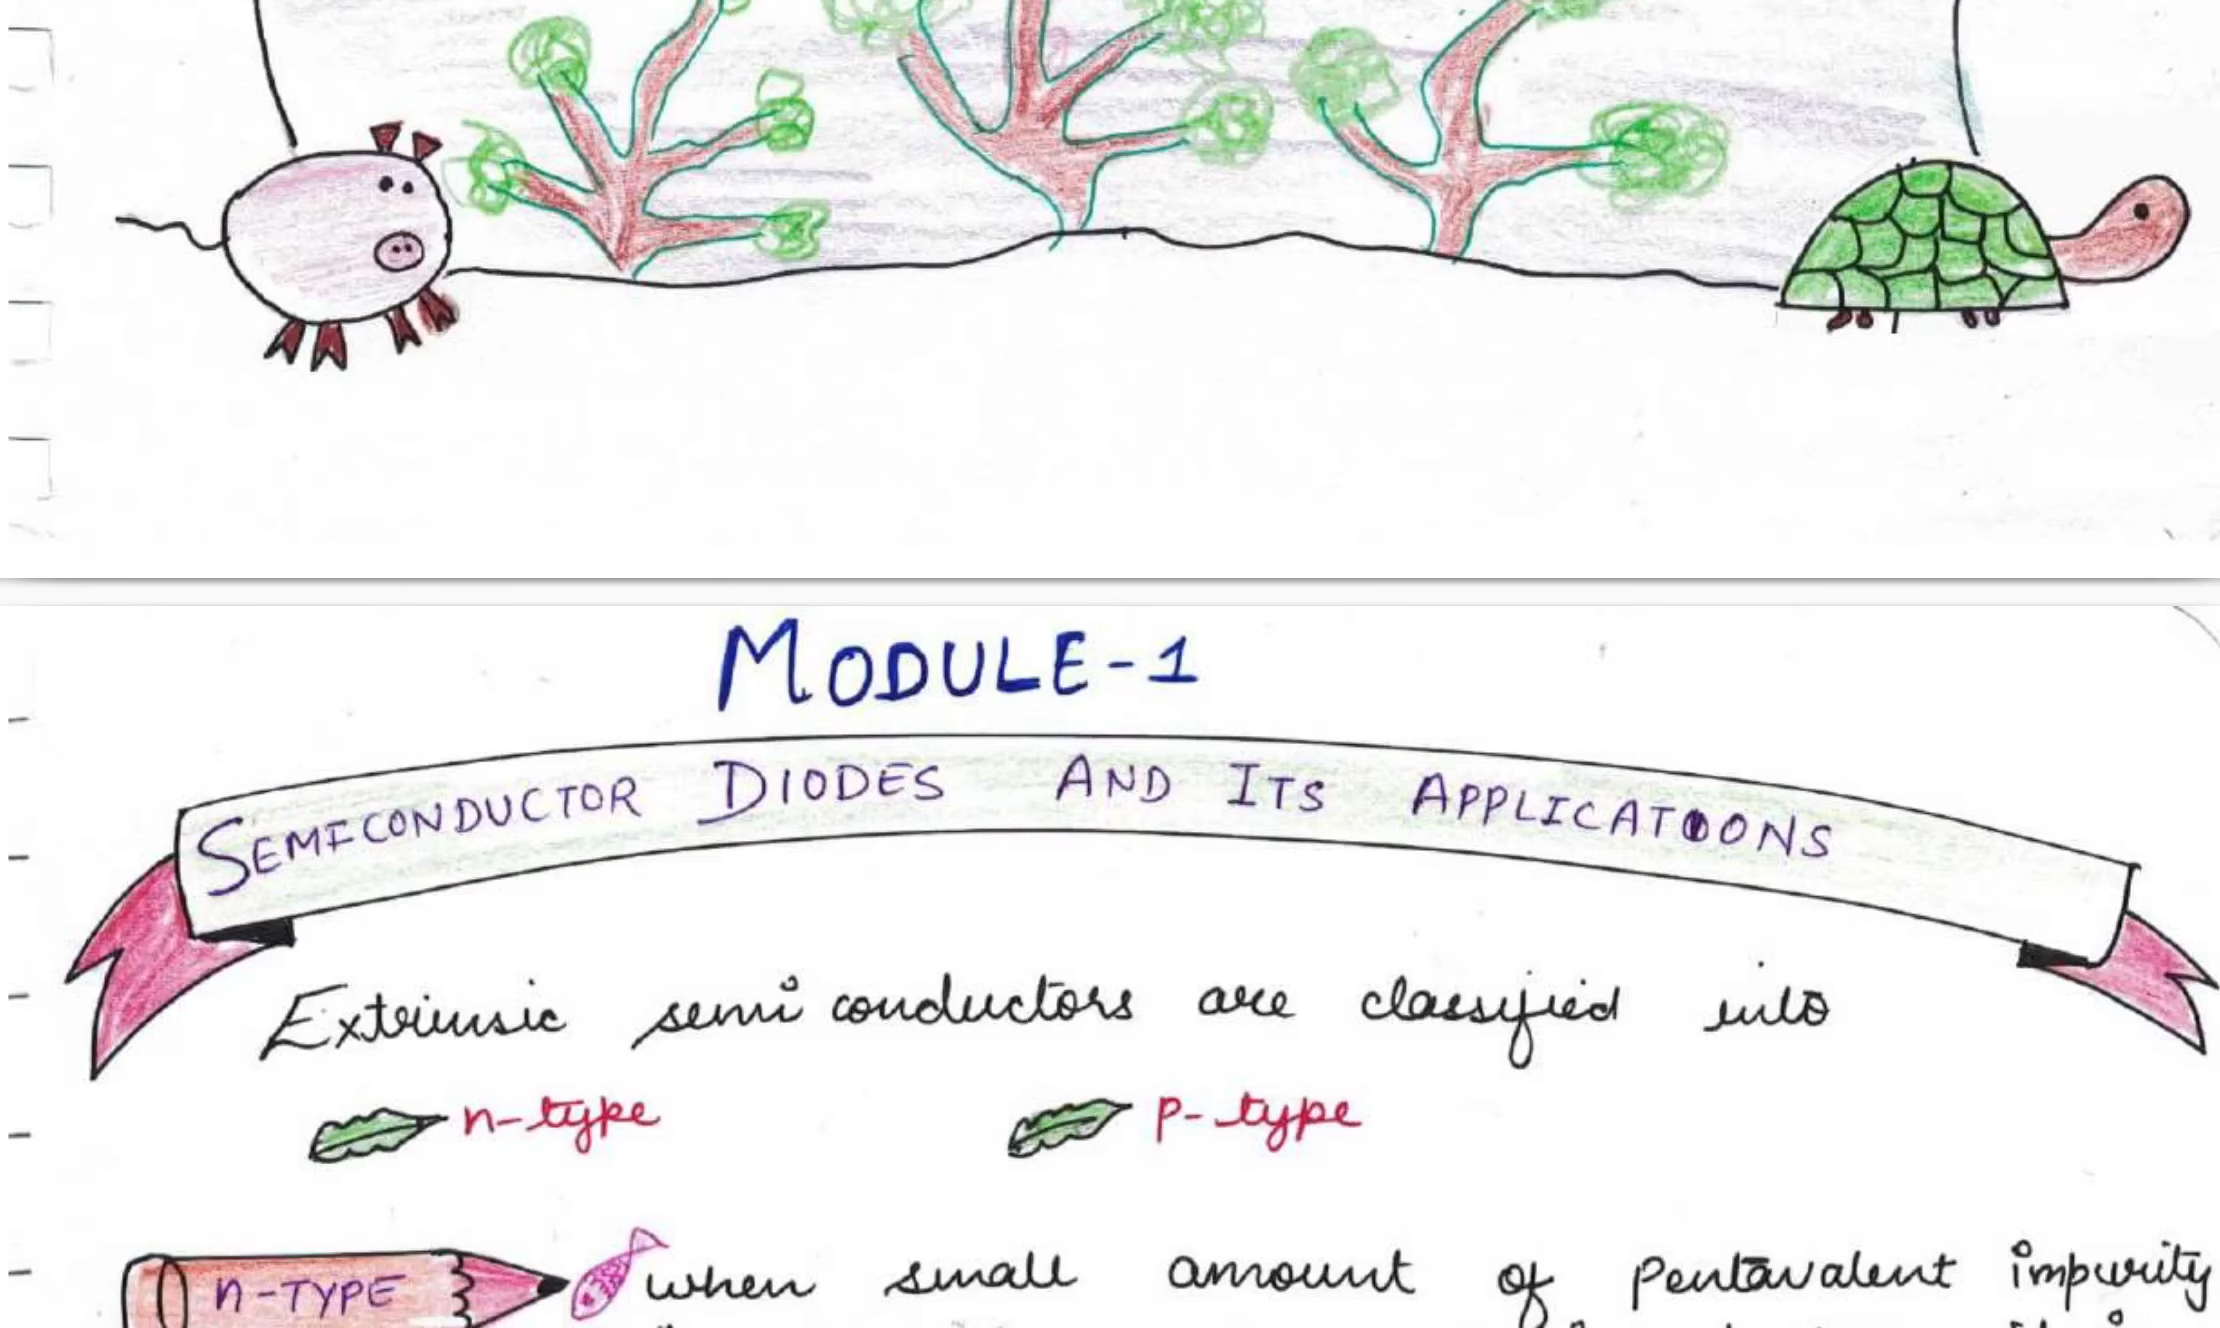 MODULE-1
SEMICONDUCTOR DIODES AND ITS APPLICATOONS
Extrinsic semi conductors are classified into
n-type p-type
n-TYPE when small amount of pentavalent impurity